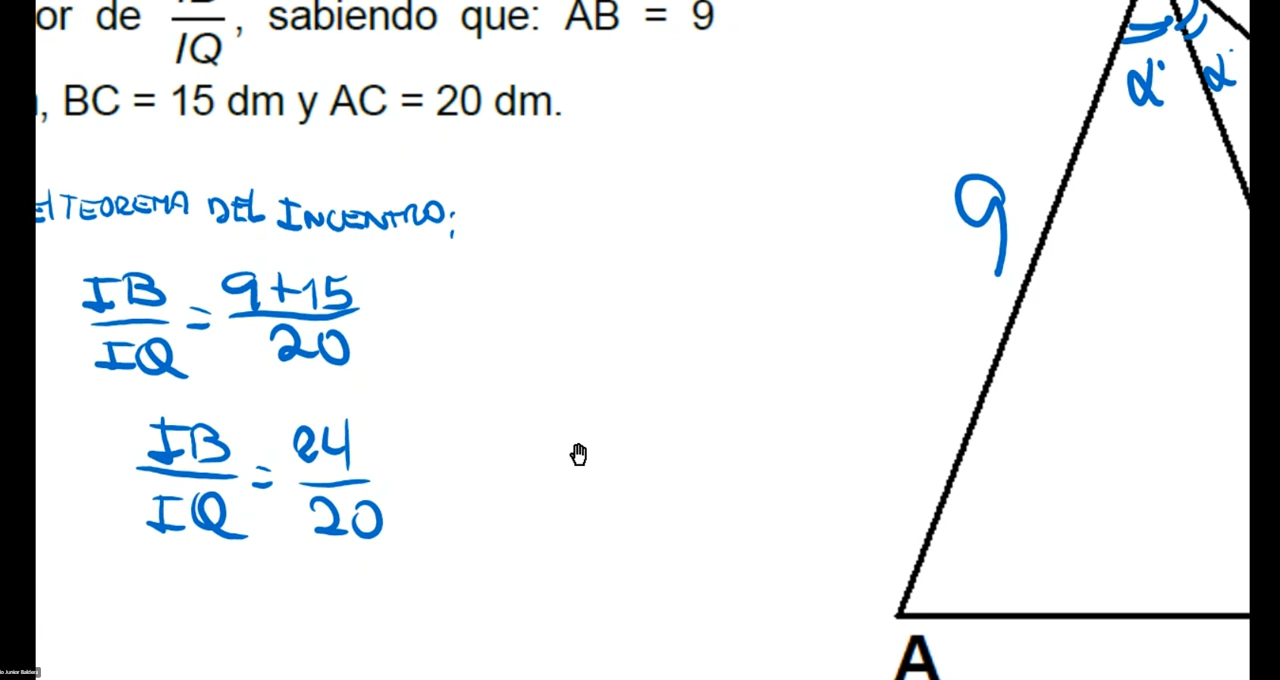 or de IB/IQ, sabiendo que: AB = 9
, BC = 15 dm y AC = 20 dm.
El TEOREMA DEL INCENTRO:
IB/IQ = 9+15/20
IB/IQ = 24/20
α°
α°
9
A
Junior